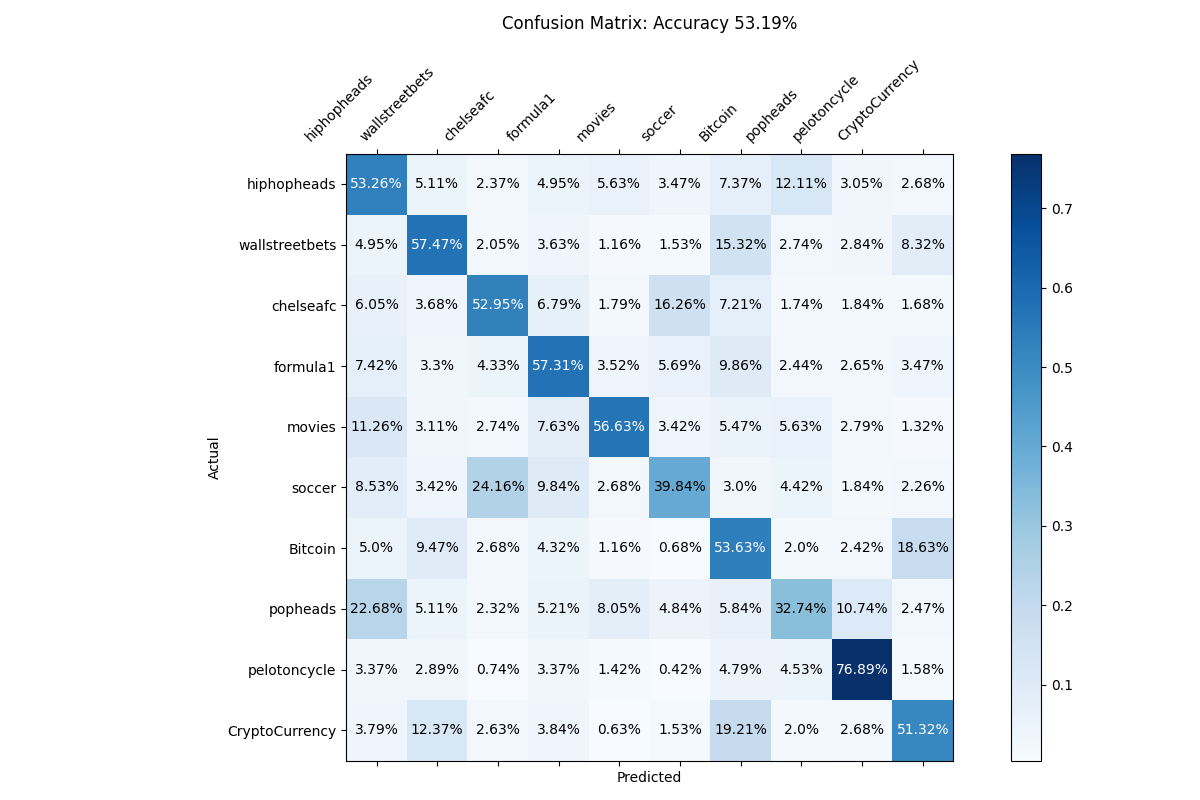 Confusion Matrix: Accuracy 53.19%
hiphopheads wallstreetbets chelseafc formula1 movies soccer Bitcoin popheads pelotoncycle CryptoCurrency
hiphopheads 53.26% 5.11% 2.37% 4.95% 5.63% 3.47% 7.37% 12.11% 3.05% 2.68%
wallstreetbets 4.95% 57.47% 2.05% 3.63% 1.16% 1.53% 15.32% 2.74% 2.84% 8.32%
chelseafc 6.05% 3.68% 52.95% 6.79% 1.79% 16.26% 7.21% 1.74% 1.84% 1.68%
formula1 7.42% 3.3% 4.33% 57.31% 3.52% 5.69% 9.86% 2.44% 2.65% 3.47%
movies 11.26% 3.11% 2.74% 7.63% 56.63% 3.42% 5.47% 5.63% 2.79% 1.32%
soccer 8.53% 3.42% 24.16% 9.84% 2.68% 39.84% 3.0% 4.42% 1.84% 2.26%
Bitcoin 5.0% 9.47% 2.68% 4.32% 1.16% 0.68% 53.63% 2.0% 2.42% 18.63%
popheads 22.68% 5.11% 2.32% 5.21% 8.05% 4.84% 5.84% 32.74% 10.74% 2.47%
pelotoncycle 3.37% 2.89% 0.74% 3.37% 1.42% 0.42% 4.79% 4.53% 76.89% 1.58%
CryptoCurrency 3.79% 12.37% 2.63% 3.84% 0.63% 1.53% 19.21% 2.0% 2.68% 51.32%
Actual
Predicted
0.7
0.6
0.5
0.4
0.3
0.2
0.1